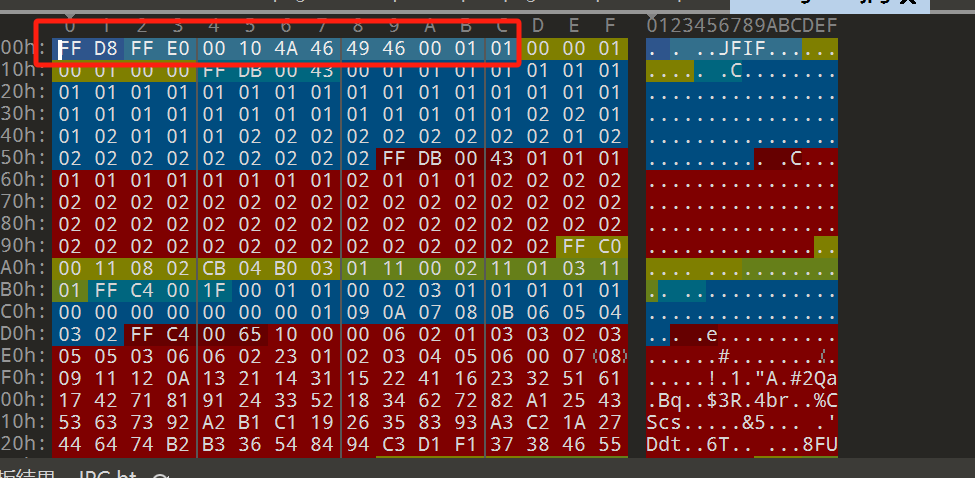 0 1 2 3 4 5 6 7 8 9 A B C D E F 0123456789ABCDEF
00h: FF D8 FF E0 00 10 4A 46 49 46 00 01 01 00 00 01 . . ....JFIF.......
10h: 00 01 00 00 FF DB 00 43 00 01 01 01 01 01 01 01 .... . .C........
20h: 01 01 01 01 01 01 01 01 01 01 01 01 01 01 01 01 ................
30h: 01 01 01 01 01 01 01 01 01 01 01 01 01 02 02 01 ................
40h: 01 01 01 01 02 02 02 02 01 02 02 02 02 02 01 02 ................
50h: 02 02 02 02 02 02 02 02 02 FF DB 00 43 01 01 01 ......... . .C...
60h: 01 01 01 01 01 01 01 02 01 01 01 02 02 02 02 02 ................
70h: 02 02 02 02 02 02 02 02 02 02 02 02 02 02 02 02 ................
80h: 02 02 02 02 02 02 02 02 02 02 02 02 02 02 02 02 ................
90h: 02 02 02 02 02 02 02 02 02 02 02 02 02 02 FF C0 ................
A0h: 00 11 08 02 CB 04 B0 03 01 11 00 02 11 01 03 11 ................
B0h: 01 FF C4 00 1F 00 01 01 00 02 03 01 01 01 01 01 ................
C0h: 00 00 00 00 00 00 00 01 09 0A 07 08 0B 06 05 04 ................
D0h: 03 02 FF C4 00 65 10 00 00 06 02 01 03 03 02 03 .....e..........
E0h: 05 05 03 06 06 02 23 01 02 03 04 05 06 00 07 08 ......#.........
F0h: 09 11 12 0A 13 21 14 31 15 22 41 16 23 32 51 61 .....!.1."A.#2Qa
00h: 17 42 71 81 91 24 33 52 18 34 62 72 82 A1 25 43 .Bq..$3R.4br..%C
10h: 53 63 73 92 A2 B1 C1 19 26 35 83 93 A3 C2 1A 27 Scs.....&5.....'
20h: 44 64 74 B2 B3 36 54 84 94 C3 D1 F1 37 38 46 55 Ddt..6T.....78FU